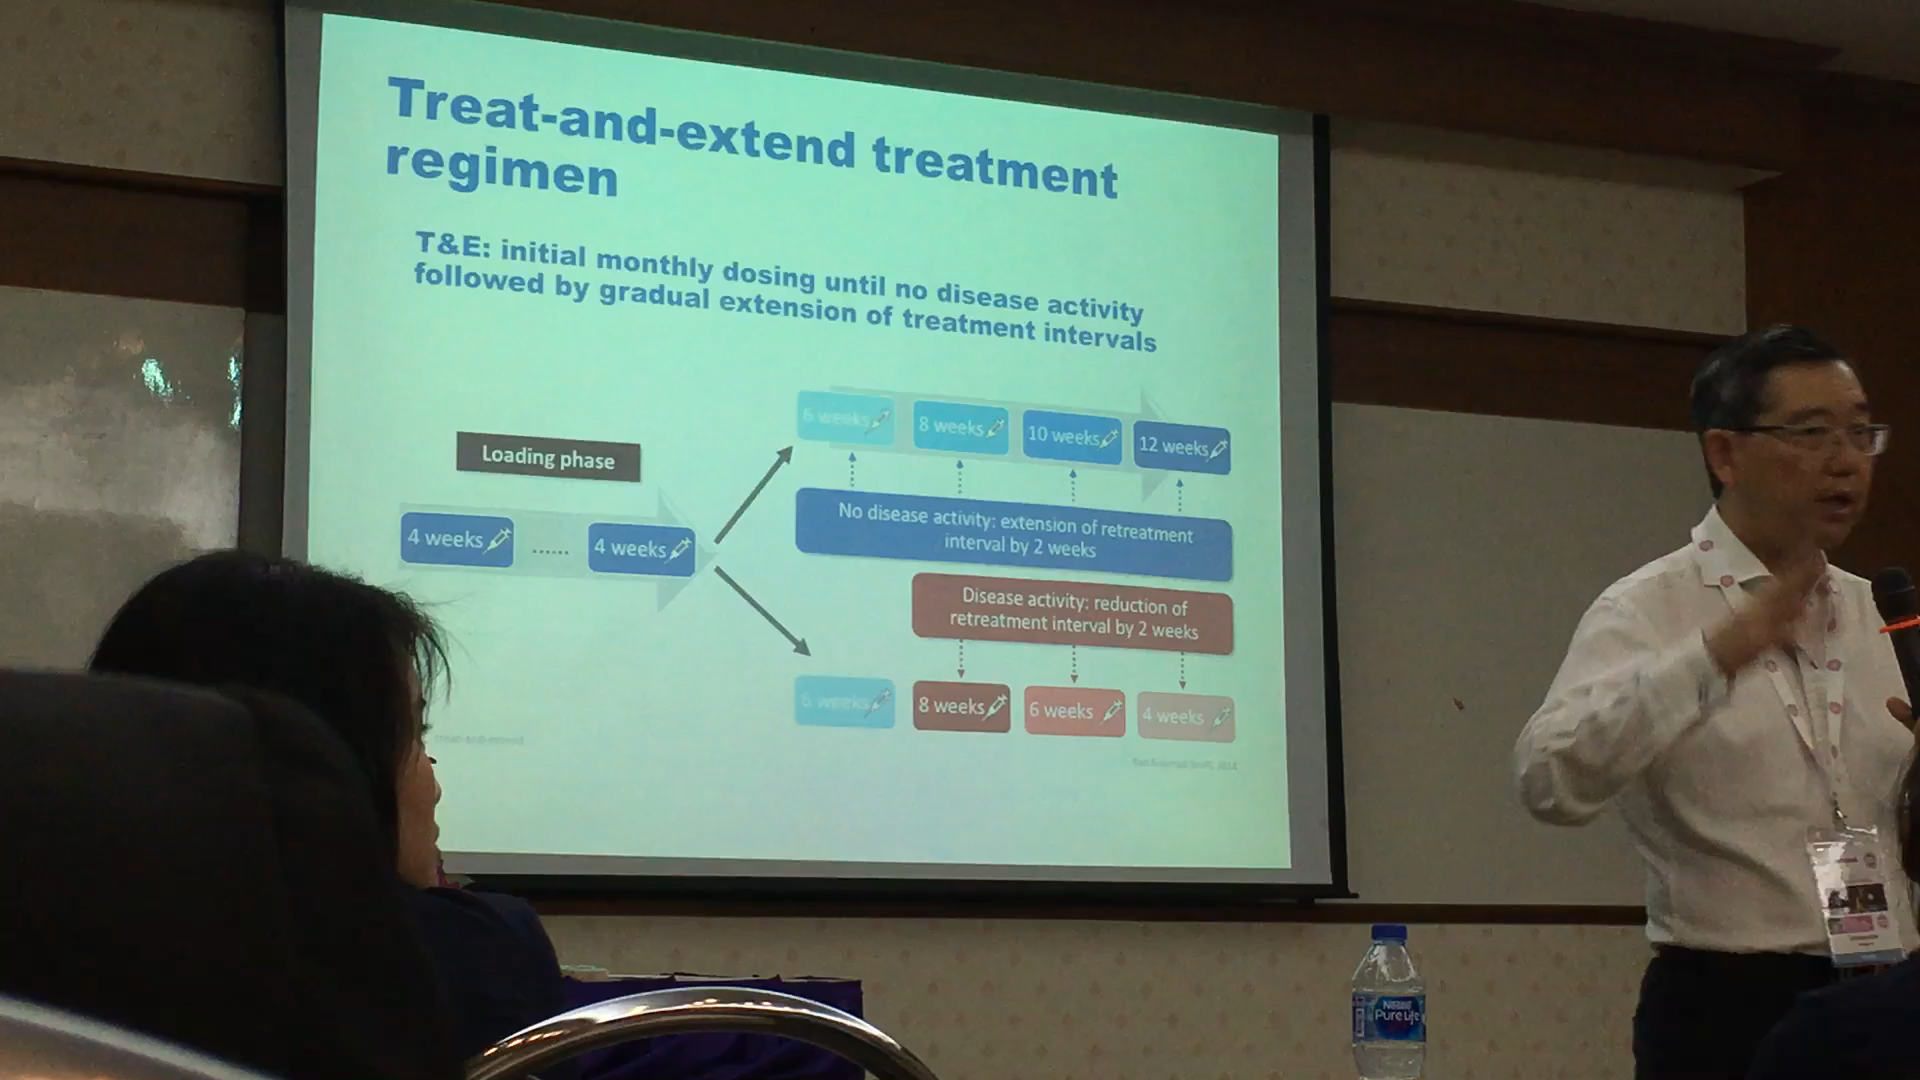 Treat-and-extend treatment
regimen
T&E: initial monthly dosing until no disease activity
followed by gradual extension of treatment intervals
Loading phase
4 weeks
......
4 weeks
6 weeks
8 weeks
10 weeks
12 weeks
No disease activity: extension of retreatment
interval by 2 weeks
Disease activity: reduction of
retreatment interval by 2 weeks
6 weeks
8 weeks
6 weeks
4 weeks
Treat-and-extend
Nestlé
Pure Life